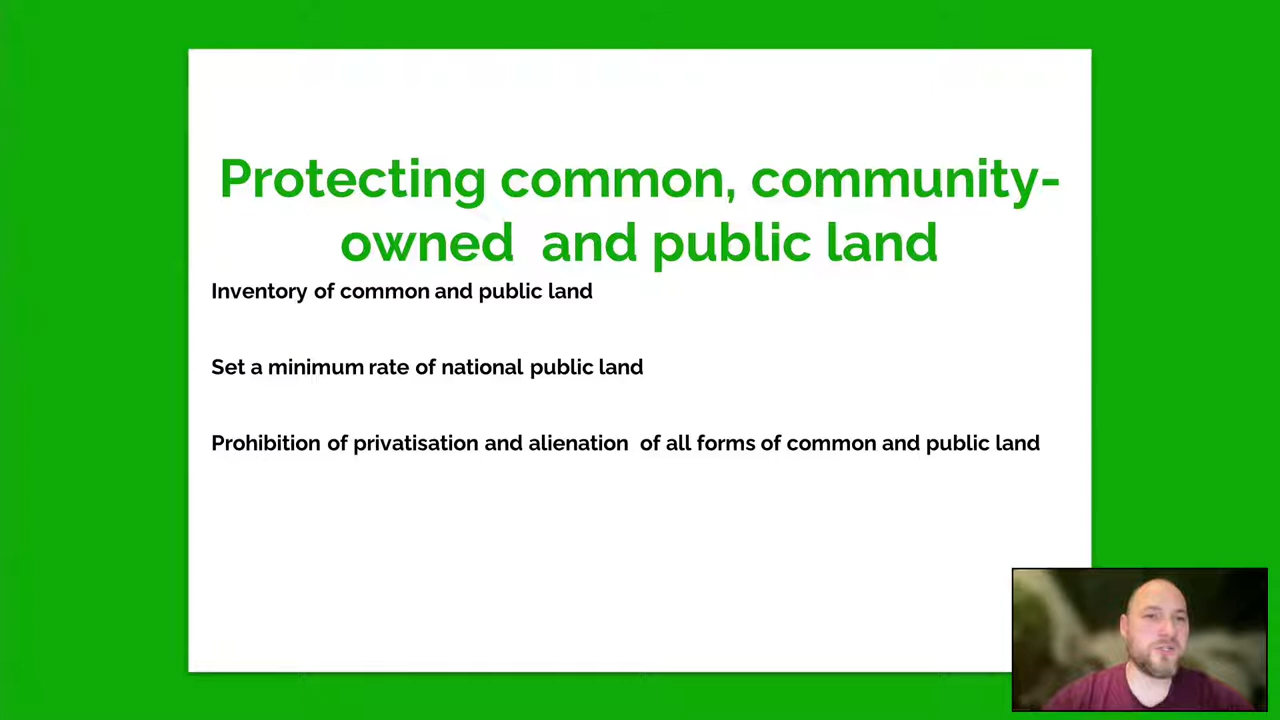 Protecting common, community-
owned and public land
Inventory of common and public land
Set a minimum rate of national public land
Prohibition of privatisation and alienation of all forms of common and public land